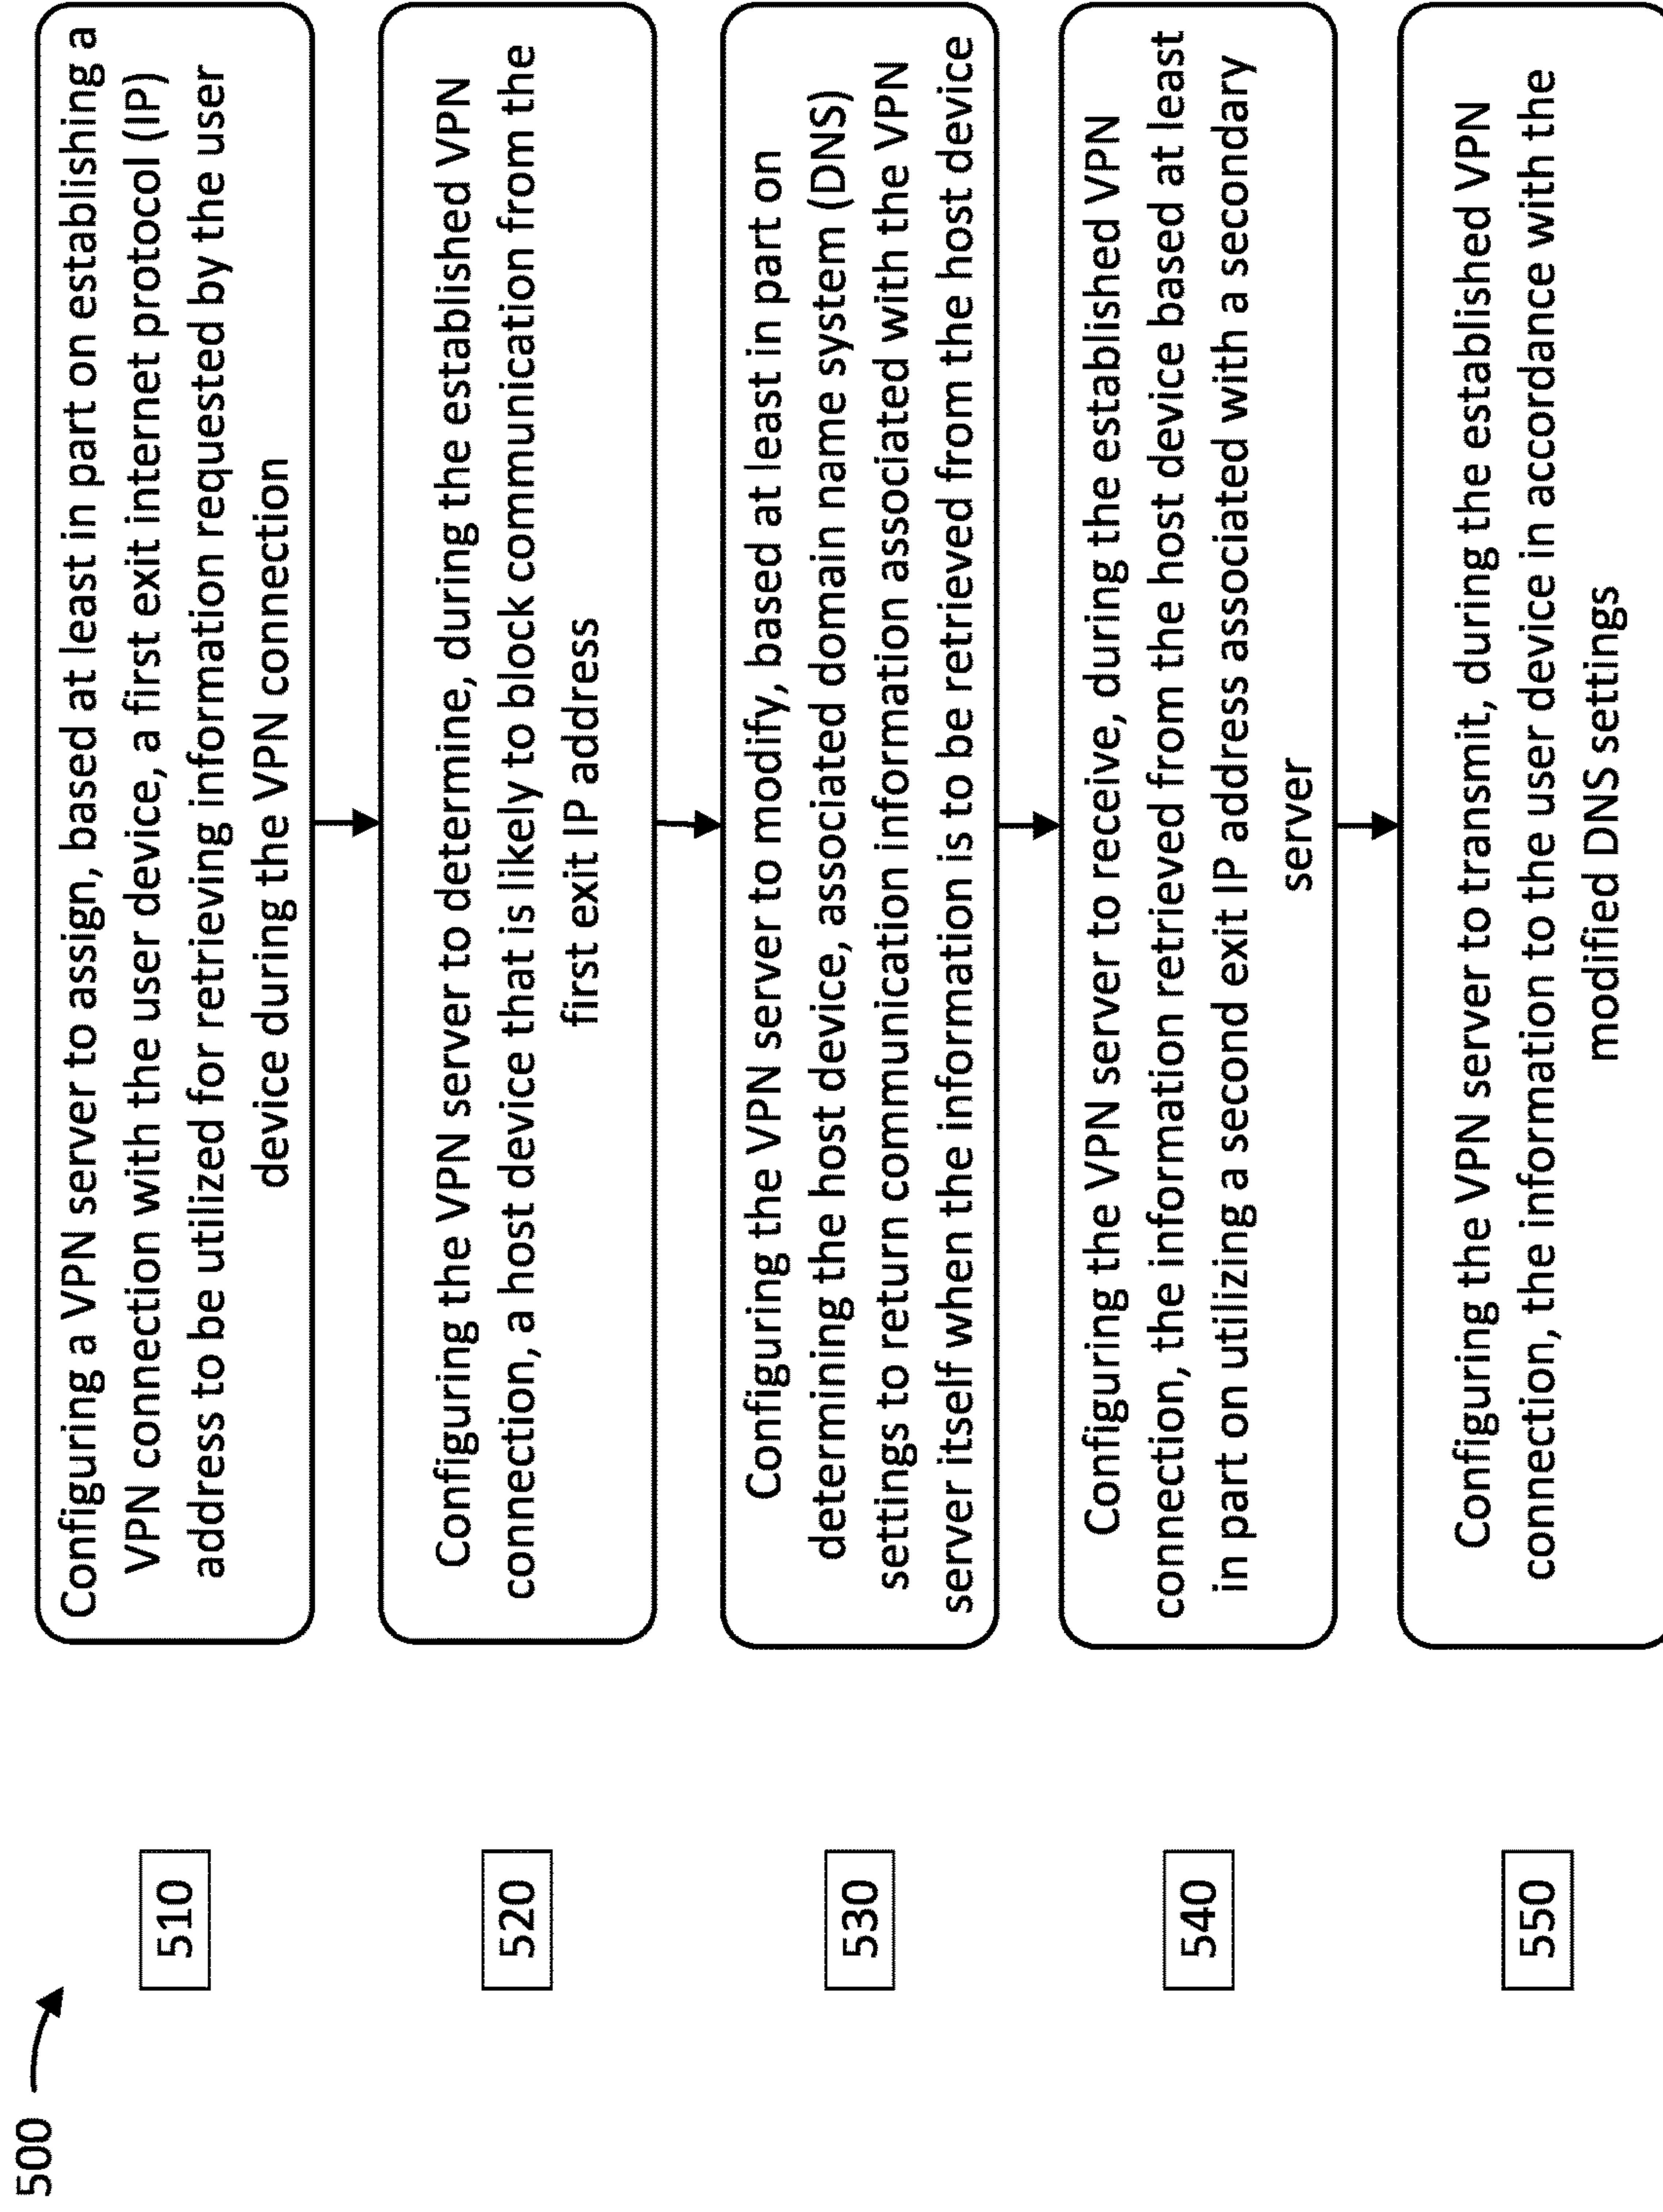 500
510
Configuring a VPN server to assign, based at least in part on establishing a
VPN connection with the user device, a first exit internet protocol (IP)
address to be utilized for retrieving information requested by the user
device during the VPN connection
520
Configuring the VPN server to determine, during the established VPN
connection, a host device that is likely to block communication from the
first exit IP address
530
Configuring the VPN server to modify, based at least in part on
determining the host device, associated domain name system (DNS)
settings to return communication information associated with the VPN
server itself when the information is to be retrieved from the host device
540
Configuring the VPN server to receive, during the established VPN
connection, the information retrieved from the host device based at least
in part on utilizing a second exit IP address associated with a secondary
server
550
Configuring the VPN server to transmit, during the established VPN
connection, the information to the user device in accordance with the
modified DNS settings